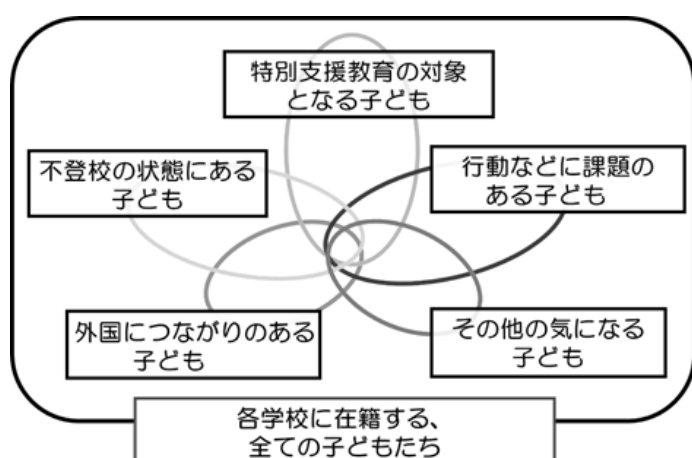 特別支援教育の対象
となる子ども
不登校の状態にある
子ども
行動などに課題の
ある子ども
外国につながりのある
子ども
その他の気になる
子ども
各学校に在籍する、
全ての子どもたち